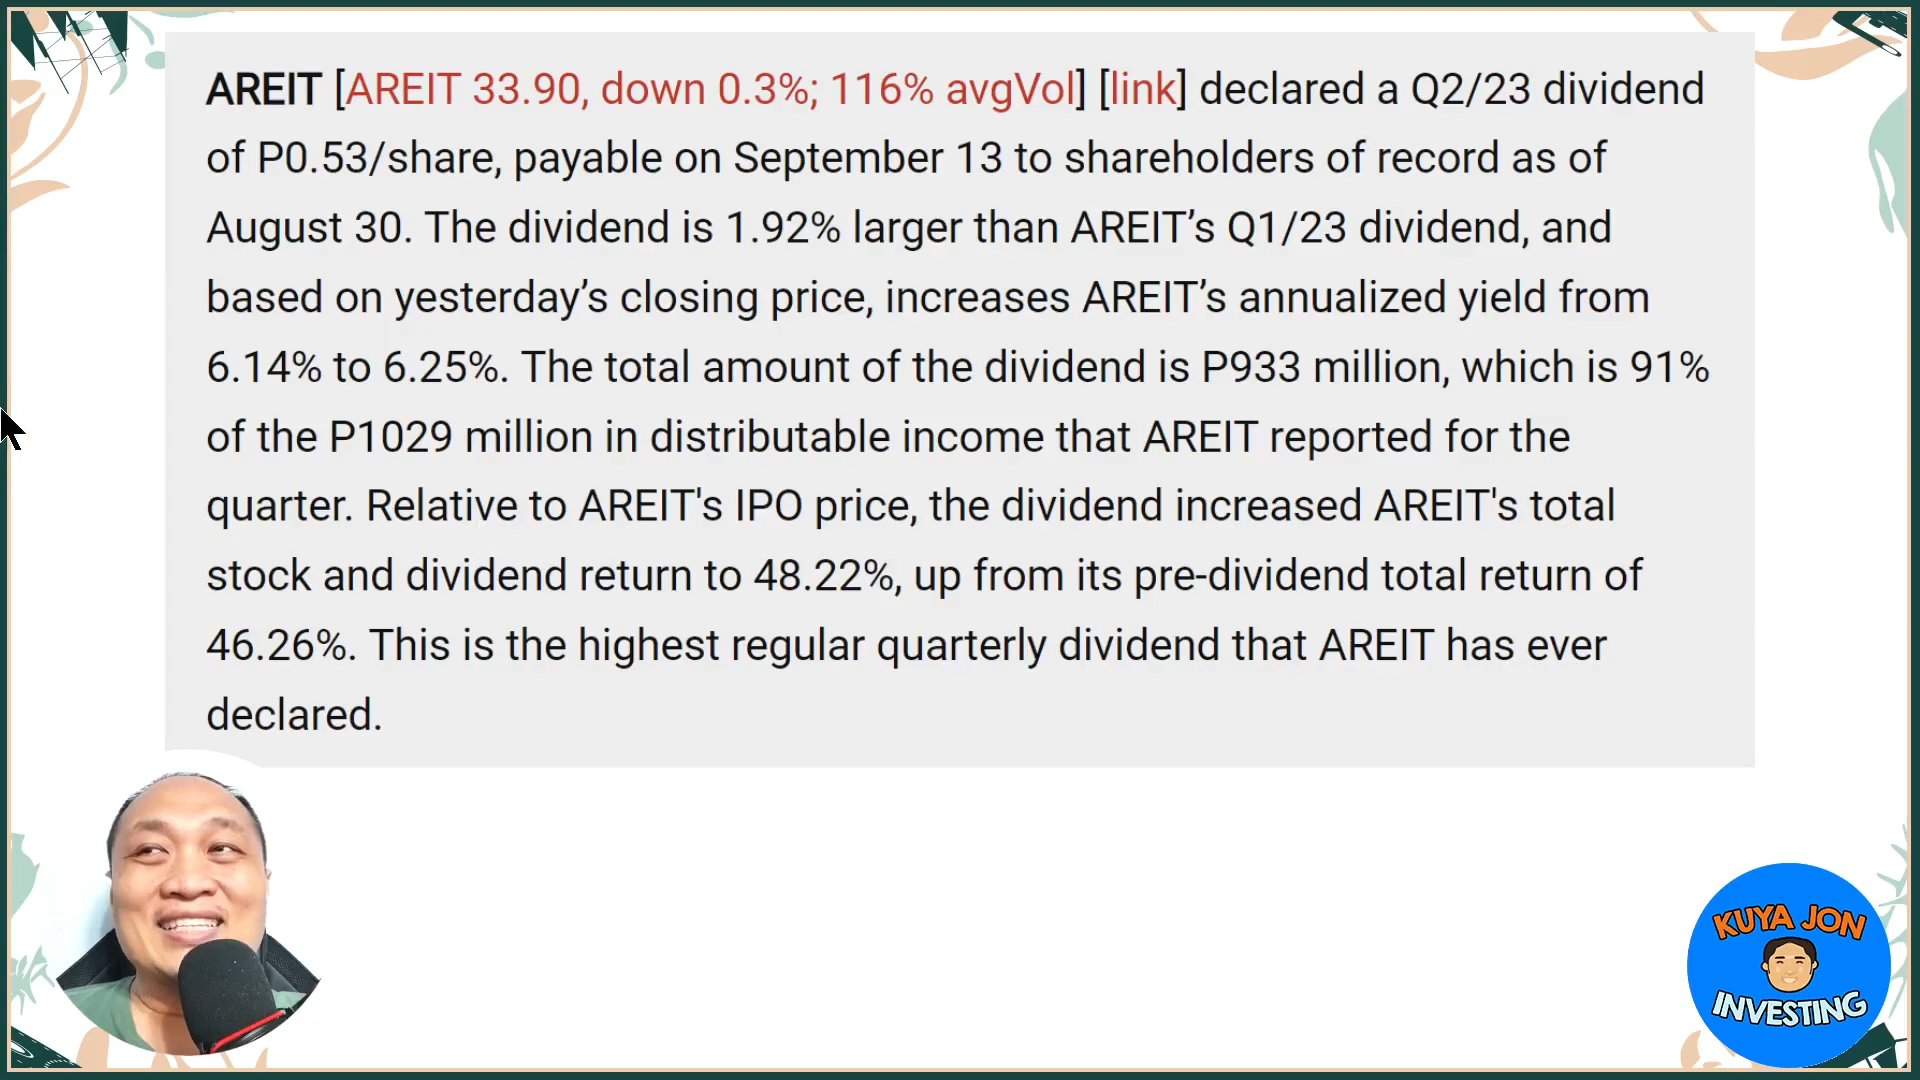 AREIT [AREIT 33.90, down 0.3%; 116% avgVol] [link] declared a Q2/23 dividend
of P0.53/share, payable on September 13 to shareholders of record as of
August 30. The dividend is 1.92% larger than AREIT’s Q1/23 dividend, and
based on yesterday’s closing price, increases AREIT’s annualized yield from
6.14% to 6.25%. The total amount of the dividend is P933 million, which is 91%
of the P1029 million in distributable income that AREIT reported for the
quarter. Relative to AREIT's IPO price, the dividend increased AREIT's total
stock and dividend return to 48.22%, up from its pre-dividend total return of
46.26%. This is the highest regular quarterly dividend that AREIT has ever
declared.
KUYA JON
INVESTING